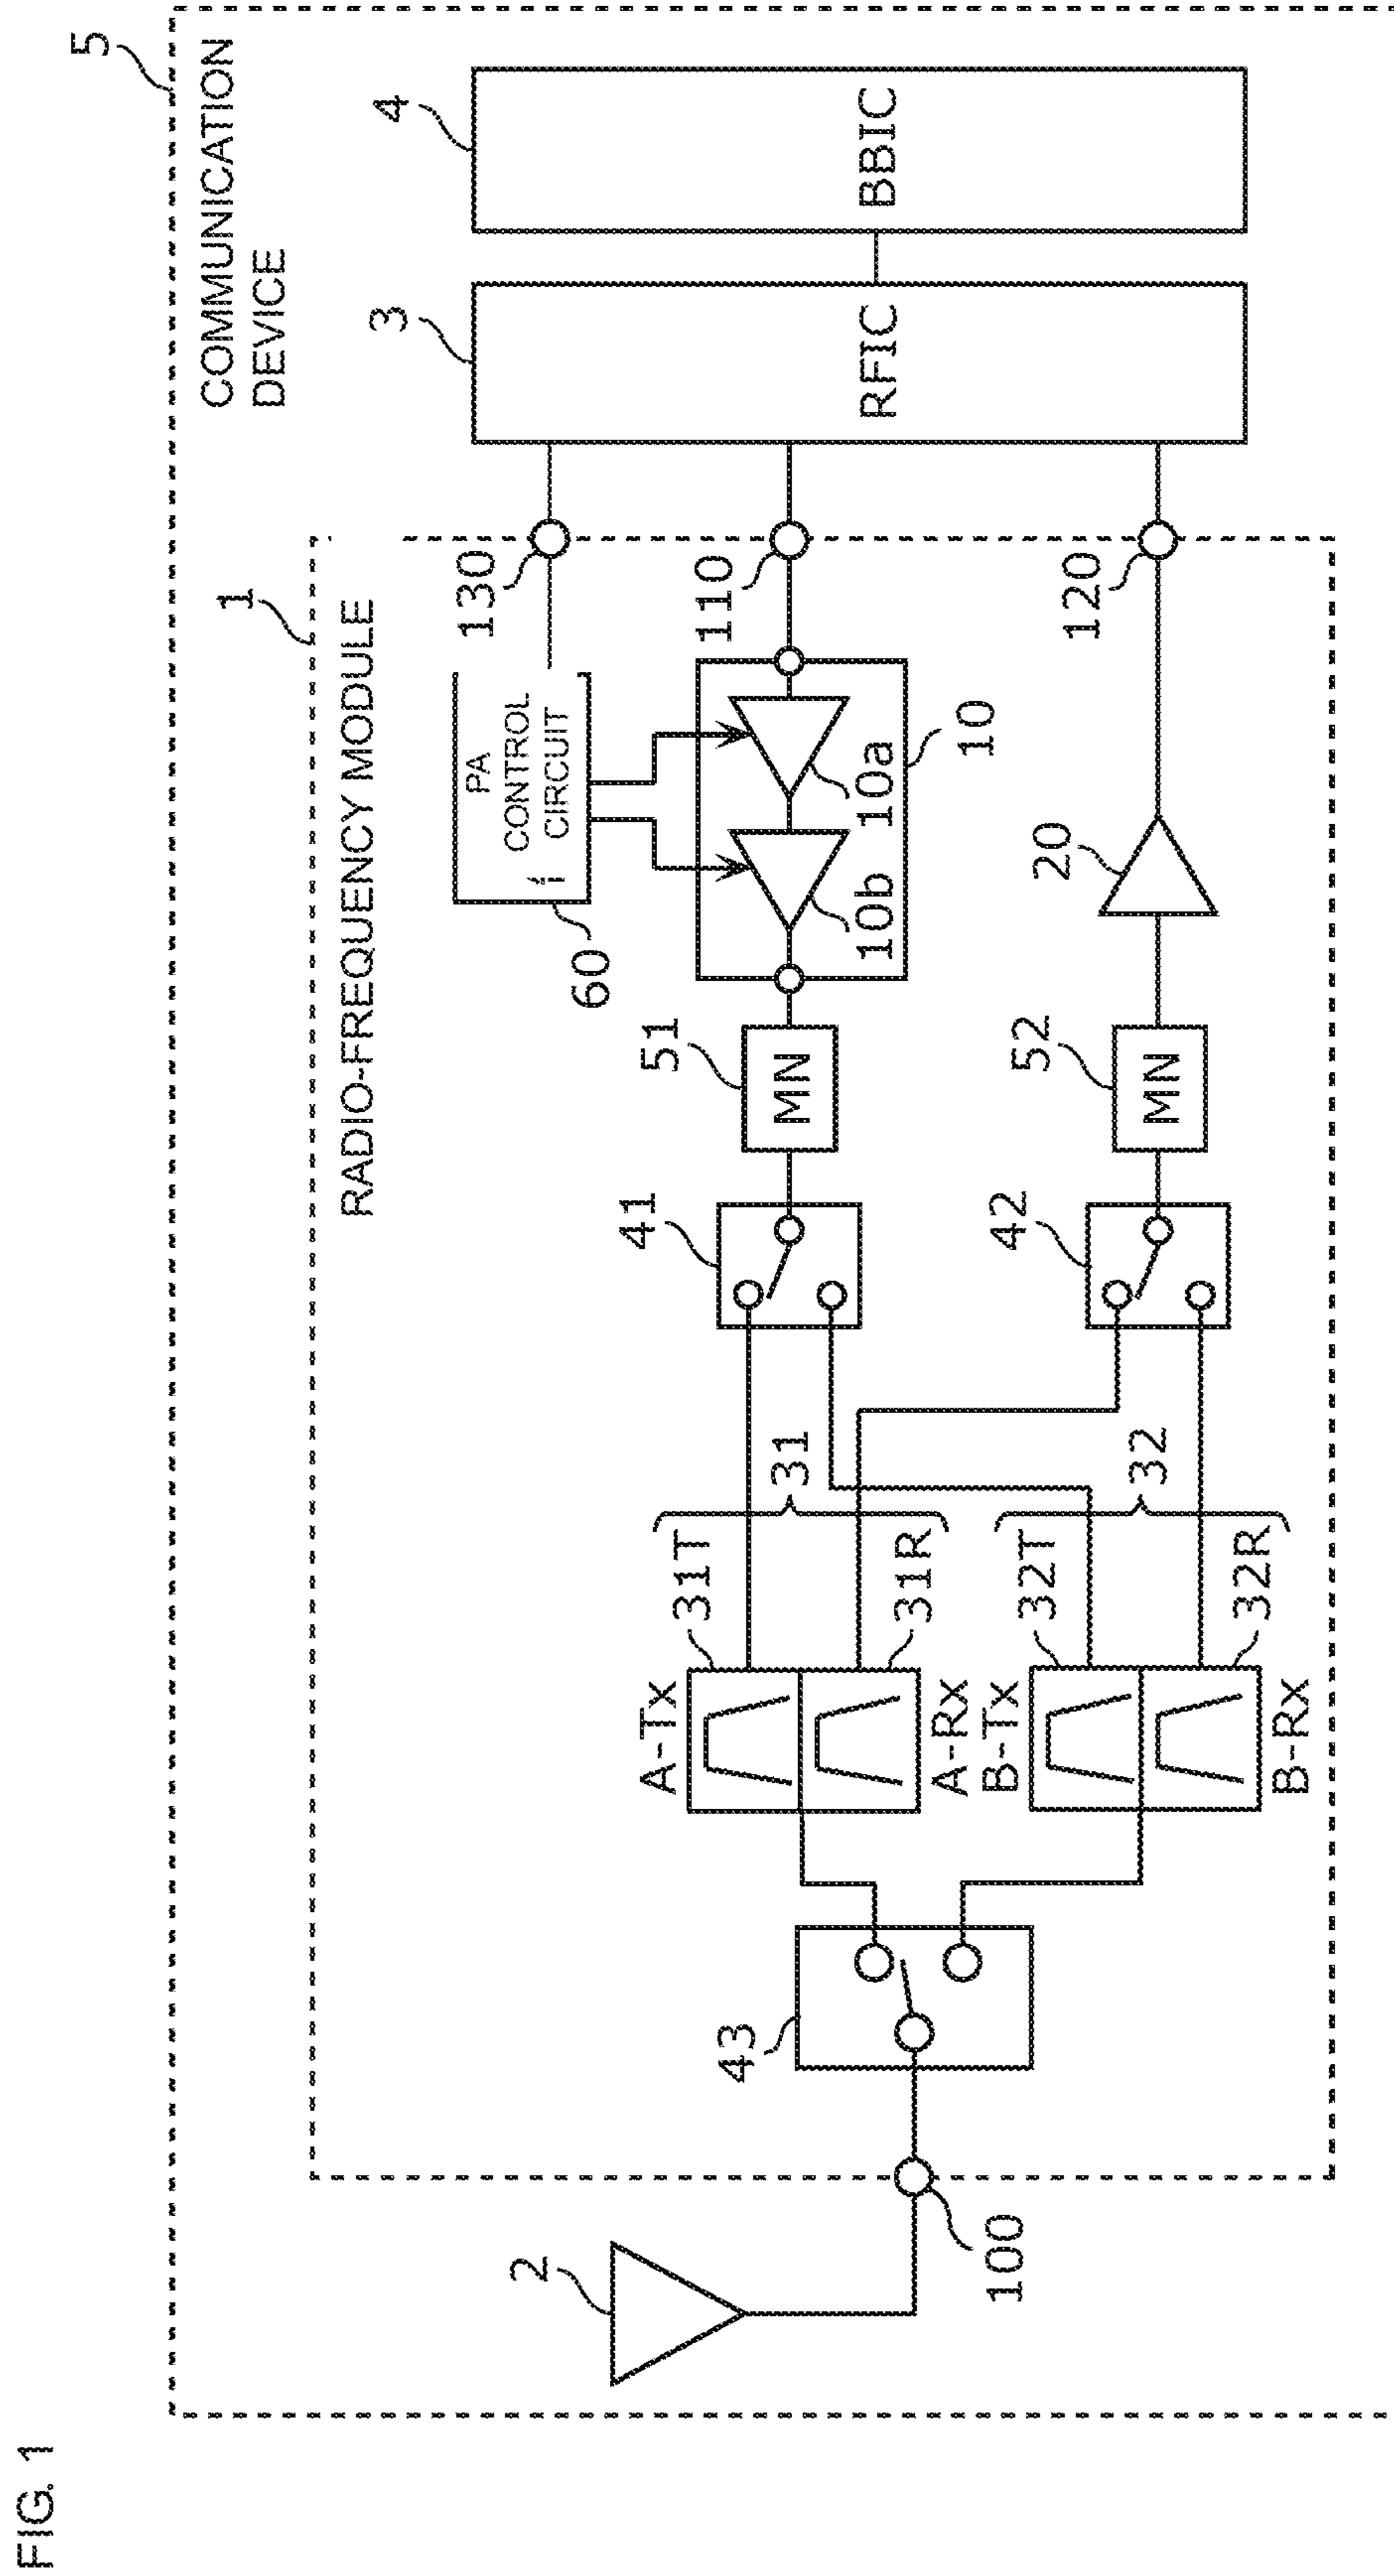 FIG. 1
5
COMMUNICATION
DEVICE
1
RADIO-FREQUENCY MODULE
2
100
43
A-Tx
31T
31
A-Rx
31R
B-Tx
32T
32
B-Rx
32R
41
42
51
MN
52
MN
60
PA
CONTROL
CIRCUIT
10b
10a
10
20
130
110
120
3
RFIC
4
BBIC